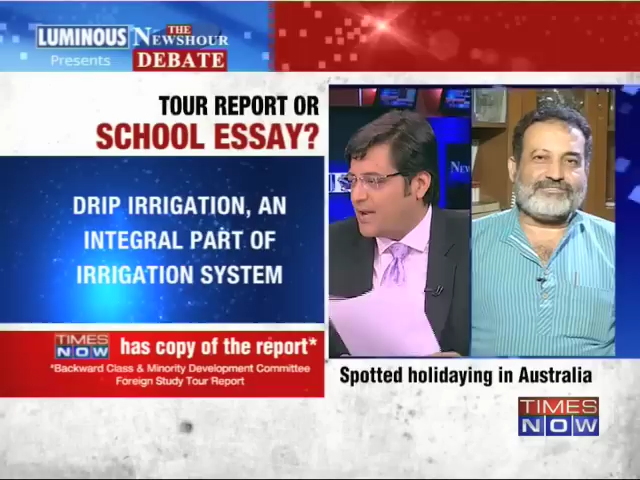 LUMINOUS
Presents
THE
NEWSHOUR
DEBATE
TOUR REPORT OR
SCHOOL ESSAY?
DRIP IRRIGATION, AN
INTEGRAL PART OF
IRRIGATION SYSTEM
TIMES NOW has copy of the report*
*Backward Class & Minority Development Committee
Foreign Study Tour Report
Spotted holidaying in Australia
TIMES
NOW